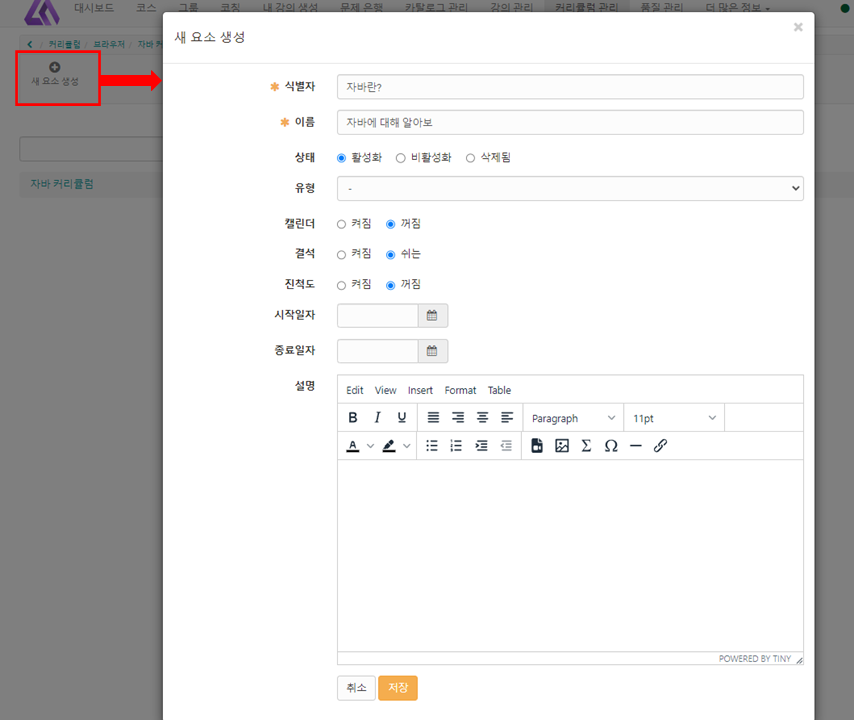 대시보드 코스 그룹 코칭 내 강의 생성 문제 은행 카탈로그 관리 강의 관리 커리큘럼 관리 품질 관리 더 많은 정보
커리큘럼 / 브라우저 / 자바 커
새 요소 생성
자바 커리큘럼
새 요소 생성
×
✱ 식별자 자바란?
✱ 이름 자바에 대해 알아보
상태 활성화 비활성화 삭제됨
유형 -
캘린더 켜짐 꺼짐
결석 켜짐 쉬는
진척도 켜짐 꺼짐
시작일자
종료일자
설명
Edit View Insert Format Table
B I U Paragraph 11pt
A Σ Ω
POWERED BY TINY
취소 저장